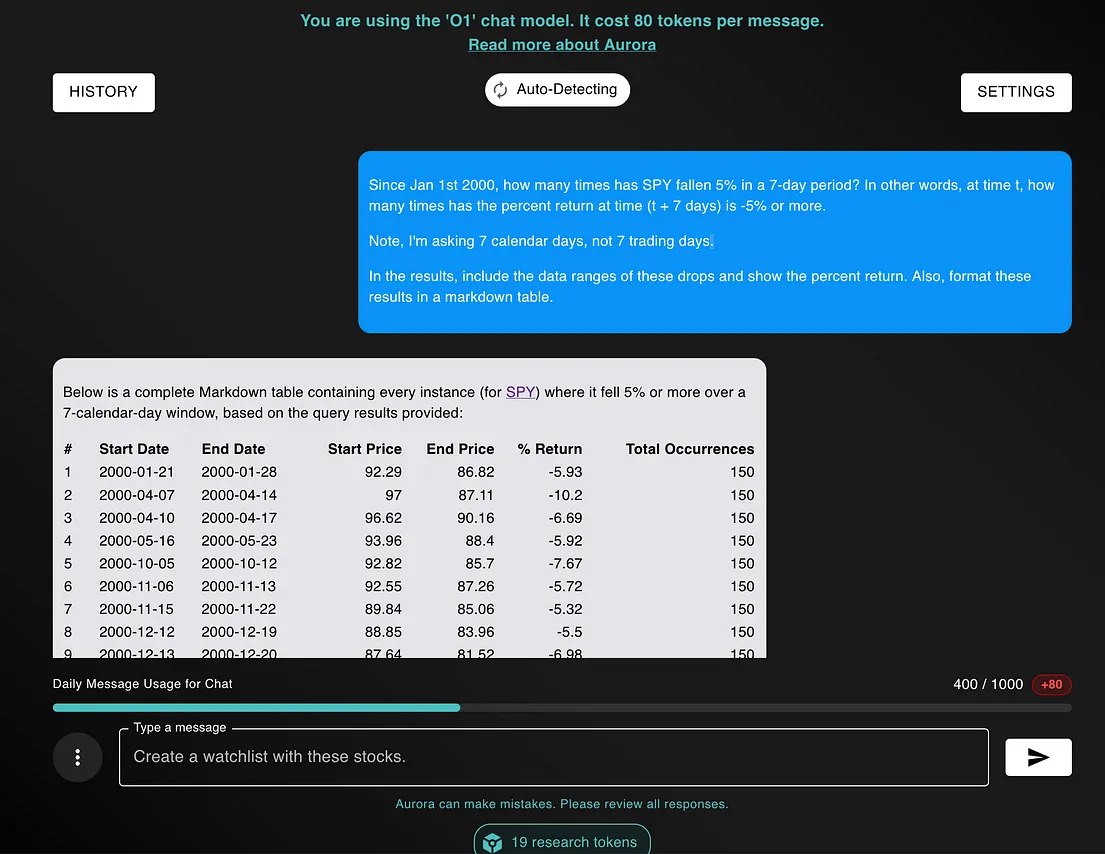 You are using the 'O1' chat model. It cost 80 tokens per message.
Read more about Aurora
HISTORY
Auto-Detecting
SETTINGS
Since Jan 1st 2000, how many times has SPY fallen 5% in a 7-day period? In other words, at time t, how
many times has the percent return at time (t + 7 days) is -5% or more.
Note, I'm asking 7 calendar days, not 7 trading days.
In the results, include the data ranges of these drops and show the percent return. Also, format these
results in a markdown table.
Below is a complete Markdown table containing every instance (for SPY) where it fell 5% or more over a
7-calendar-day window, based on the query results provided:
# Start Date End Date Start Price End Price % Return Total Occurrences
1 2000-01-21 2000-01-28 92.29 86.82 -5.93 150
2 2000-04-07 2000-04-14 97 87.11 -10.2 150
3 2000-04-10 2000-04-17 96.62 90.16 -6.69 150
4 2000-05-16 2000-05-23 93.96 88.4 -5.92 150
5 2000-10-05 2000-10-12 92.82 85.7 -7.67 150
6 2000-11-06 2000-11-13 92.55 87.26 -5.72 150
7 2000-11-15 2000-11-22 89.84 85.06 -5.32 150
8 2000-12-12 2000-12-19 88.85 83.96 -5.5 150
9 2000-12-13 2000-12-20 87.64 81.52 -6.98 150
Daily Message Usage for Chat
400 / 1000 +80
Type a message
Create a watchlist with these stocks.
Aurora can make mistakes. Please review all responses.
19 research tokens